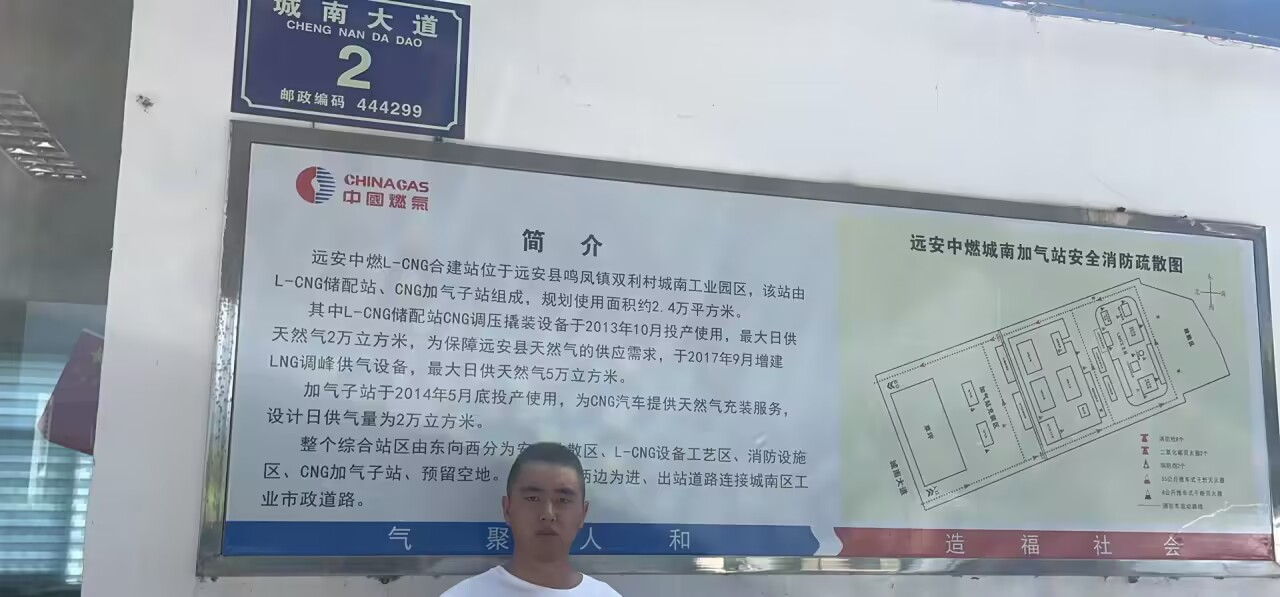 城南大道
CHENG NAN DA DAO
2
邮政编码 444299
CHINAGAS
中國燃氣
简 介
远安中燃L-CNG合建站位于远安县鸣凤镇双利村城南工业园区，该站由
L-CNG储配站、CNG加气子站组成，规划使用面积约2.4万平方米。
其中L-CNG储配站CNG调压撬装设备于2013年10月投产使用，最大日供
天然气2万立方米，为保障远安县天然气的供应需求，于2017年9月增建
LNG调峰供气设备，最大日供天然气5万立方米。
加气子站于2014年5月底投产使用，为CNG汽车提供天然气充装服务，
设计日供气量为2万立方米。
整个综合站区由东向西分为安 散区、L-CNG设备工艺区、消防设施
区、CNG加气子站、预留空地。 两边为进、出站道路连接城南区工
业市政道路。
气聚人和
远安中燃城南加气站安全消防疏散图
城南大道
造福社会